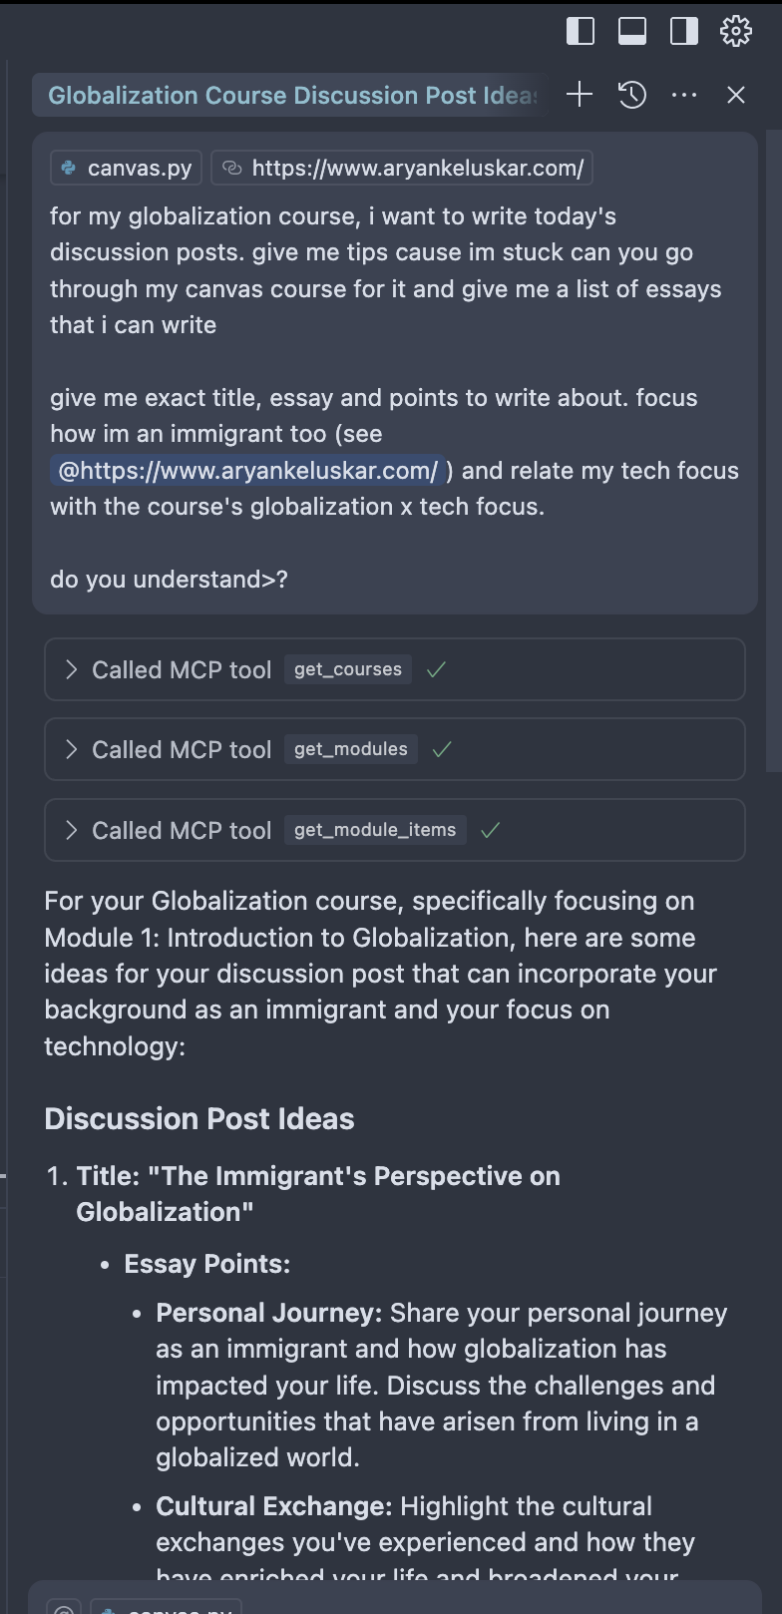 Globalization Course Discussion Post Idea
canvas.py https://www.aryankeluskar.com/
for my globalization course, i want to write today's
discussion posts. give me tips cause im stuck can you go
through my canvas course for it and give me a list of essays
that i can write
give me exact title, essay and points to write about. focus
how im an immigrant too (see
@https://www.aryankeluskar.com/ ) and relate my tech focus
with the course's globalization x tech focus.
do you understand>?
Called MCP tool get_courses
Called MCP tool get_modules
Called MCP tool get_module_items
For your Globalization course, specifically focusing on
Module 1: Introduction to Globalization, here are some
ideas for your discussion post that can incorporate your
background as an immigrant and your focus on
technology:
Discussion Post Ideas
1. Title: "The Immigrant's Perspective on
Globalization"
• Essay Points:
• Personal Journey: Share your personal journey
as an immigrant and how globalization has
impacted your life. Discuss the challenges and
opportunities that have arisen from living in a
globalized world.
• Cultural Exchange: Highlight the cultural
exchanges you've experienced and how they
have enriched your life and broadened your
@ canvas.py